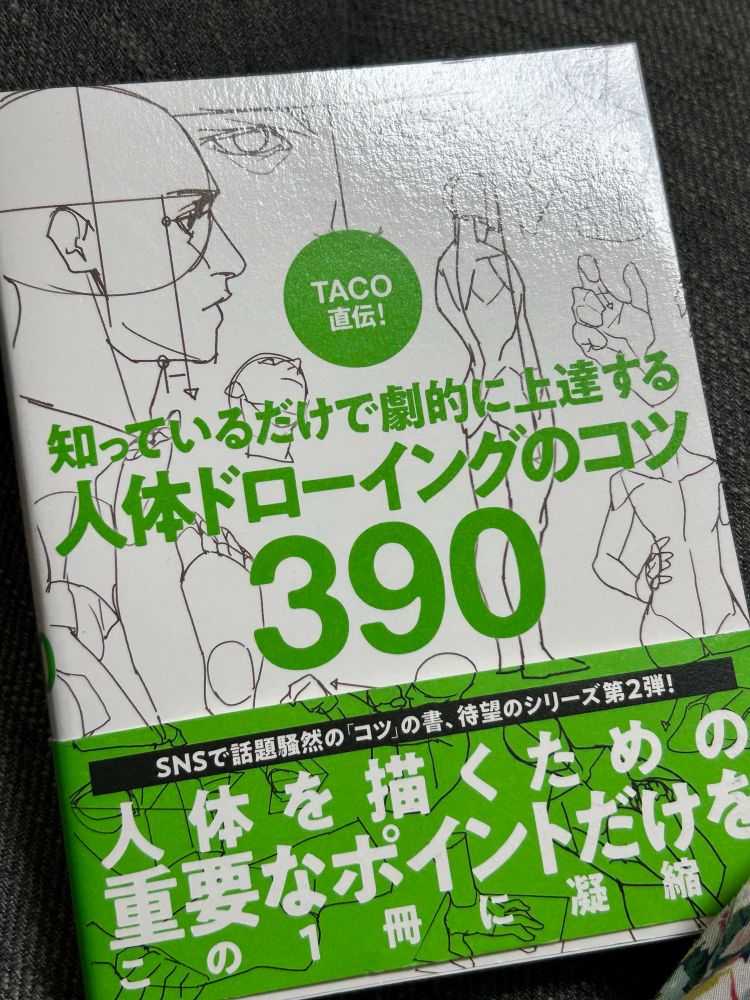 TACO
直伝!
知っているだけで劇的に上達する
人体ドローイングのコツ
390
SNSで話題騒然の「コツ」の書、待望のシリーズ第2弾!
人体を描くための
重要なポイントだけを
この1冊に凝縮